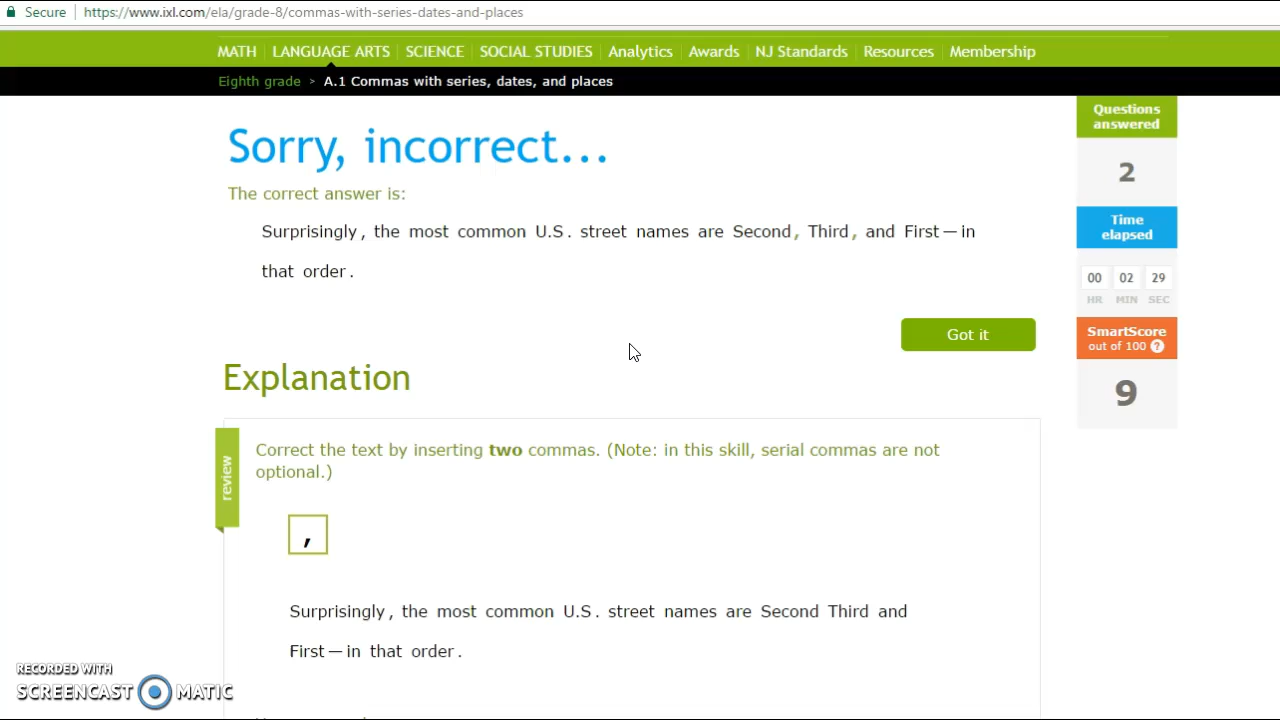 Secure https://www.ixl.com/ela/grade-8/commas-with-series-dates-and-places
MATH LANGUAGE ARTS SCIENCE SOCIAL STUDIES Analytics Awards NJ Standards Resources Membership
Eighth grade > A.1 Commas with series, dates, and places
Sorry, incorrect...
The correct answer is:
Surprisingly, the most common U.S. street names are Second, Third, and First—in
that order.
Got it
Questions
answered
2
Time
elapsed
00 02 29
HR MIN SEC
SmartScore
out of 100 ?
9
Explanation
review
Correct the text by inserting two commas. (Note: in this skill, serial commas are not
optional.)
,
Surprisingly, the most common U.S. street names are Second Third and
First—in that order.
RECORDED WITH
SCREENCAST MATIC